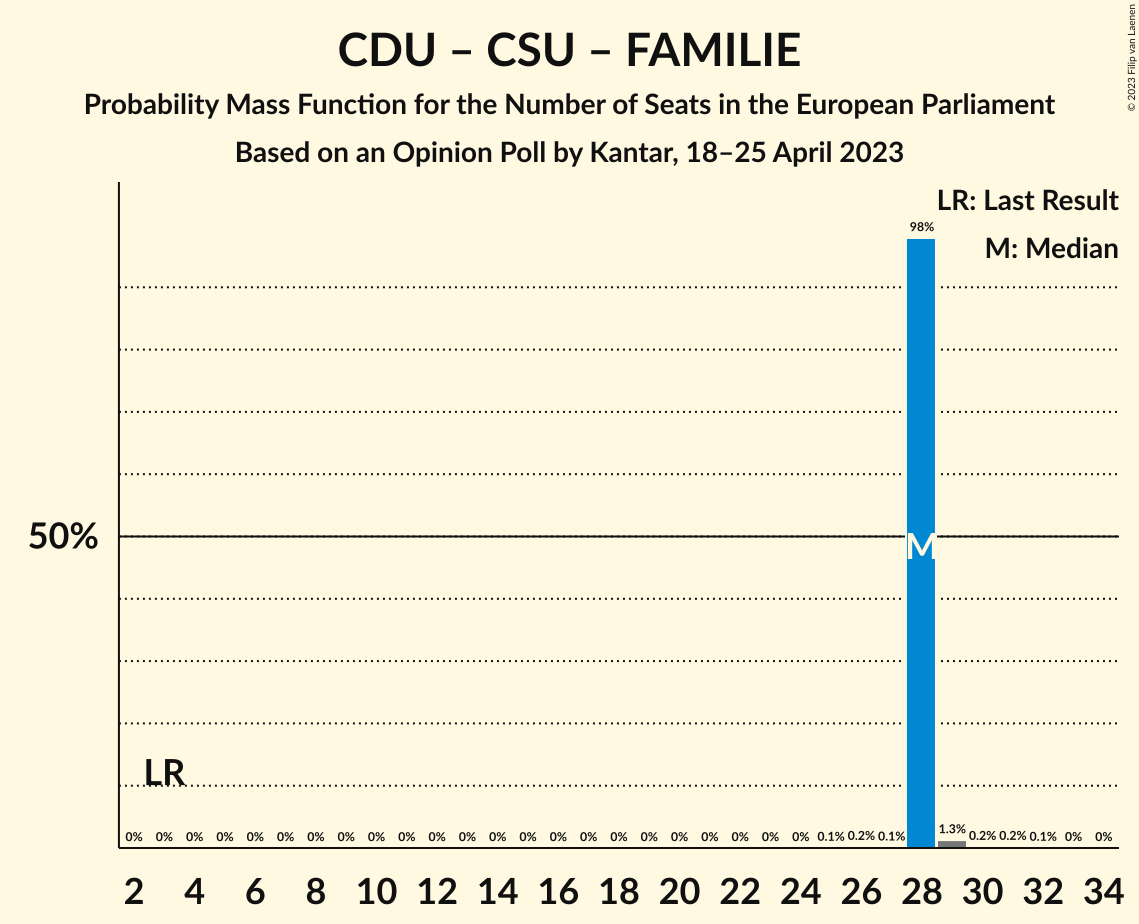 CDU – CSU – FAMILIE
Probability Mass Function for the Number of Seats in the European Parliament
Based on an Opinion Poll by Kantar, 18–25 April 2023
© 2023 Filip van Laenen
LR: Last Result
M: Median
98%
50%
M
LR
0% 0% 0% 0% 0% 0% 0% 0% 0% 0% 0% 0% 0% 0% 0% 0% 0% 0% 0% 0% 0% 0% 0% 0.1% 0.2% 0.1% 1.3% 0.2% 0.2% 0.1% 0% 0%
2 4 6 8 10 12 14 16 18 20 22 24 26 28 30 32 34